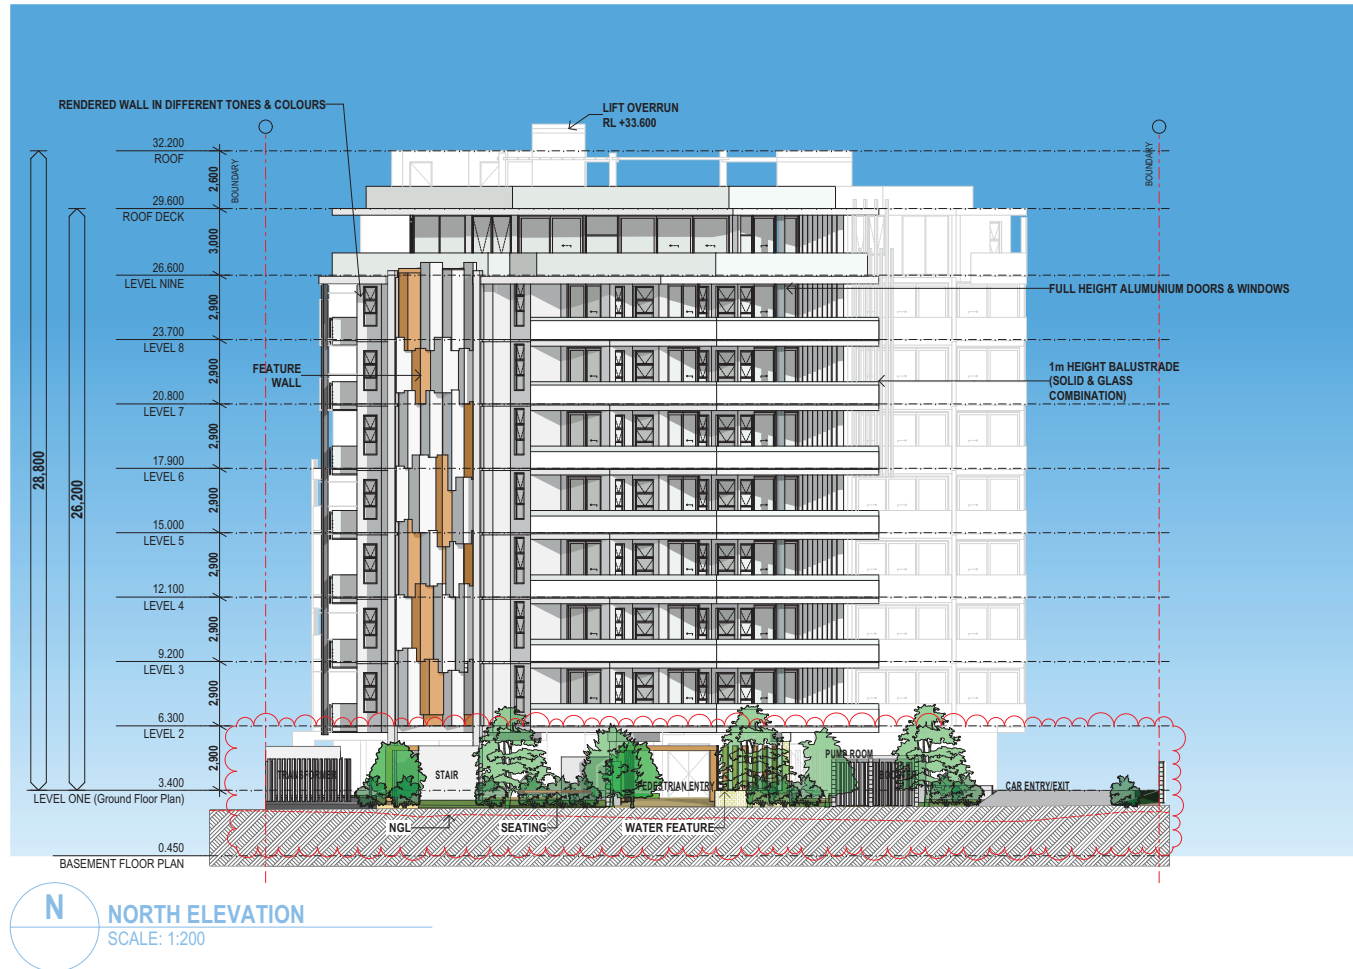 RENDERED WALL IN DIFFERENT TONES & COLOURS
LIFT OVERRUN
RL +33.600
32.200
ROOF
BOUNDARY
BOUNDARY
2,600
29.600
ROOF DECK
3,000
26.600
LEVEL NINE
FULL HEIGHT ALUMUNIUM DOORS & WINDOWS
2,900
23.700
LEVEL 8
FEATURE
WALL
1m HEIGHT BALUSTRADE
(SOLID & GLASS
COMBINATION)
2,900
20.800
LEVEL 7
2,900
17.900
LEVEL 6
28,800
26,200
2,900
15.000
LEVEL 5
2,900
12.100
LEVEL 4
2,900
9.200
LEVEL 3
2,900
6.300
LEVEL 2
2,900
TRANSFORMER
STAIR
PEDESTRIAN ENTRY
PUMP ROOM
CAR ENTRY/EXIT
3.400
LEVEL ONE (Ground Floor Plan)
NGL
SEATING
WATER FEATURE
0.450
BASEMENT FLOOR PLAN
N
NORTH ELEVATION
SCALE: 1:200